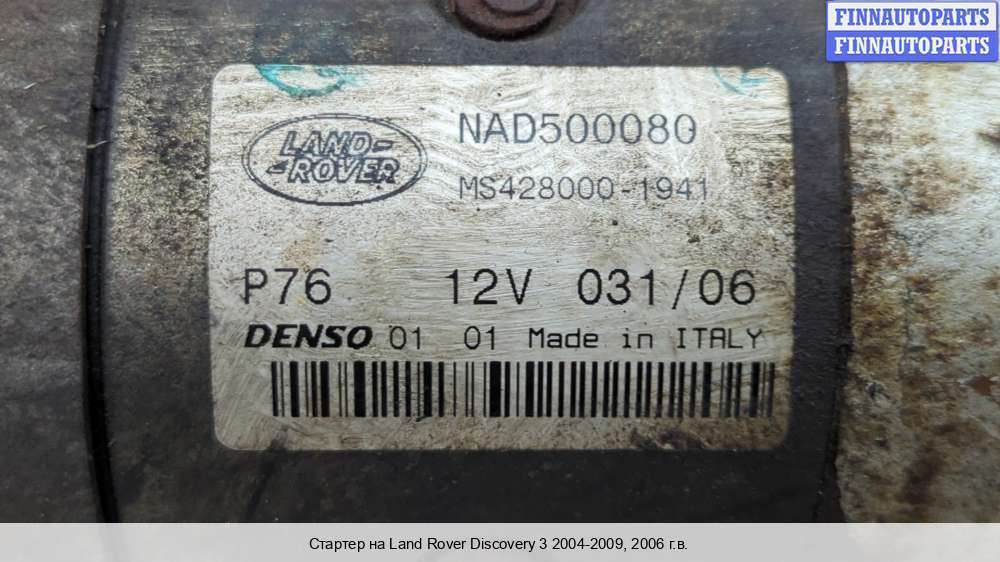 FINNAUTOPARTS
FINNAUTOPARTS
LAND-
-ROVER
NAD500080
MS428000-1941
P76 12V 031/06
DENSO 01 01 Made in ITALY
Стартер на Land Rover Discovery 3 2004-2009, 2006 г.в.